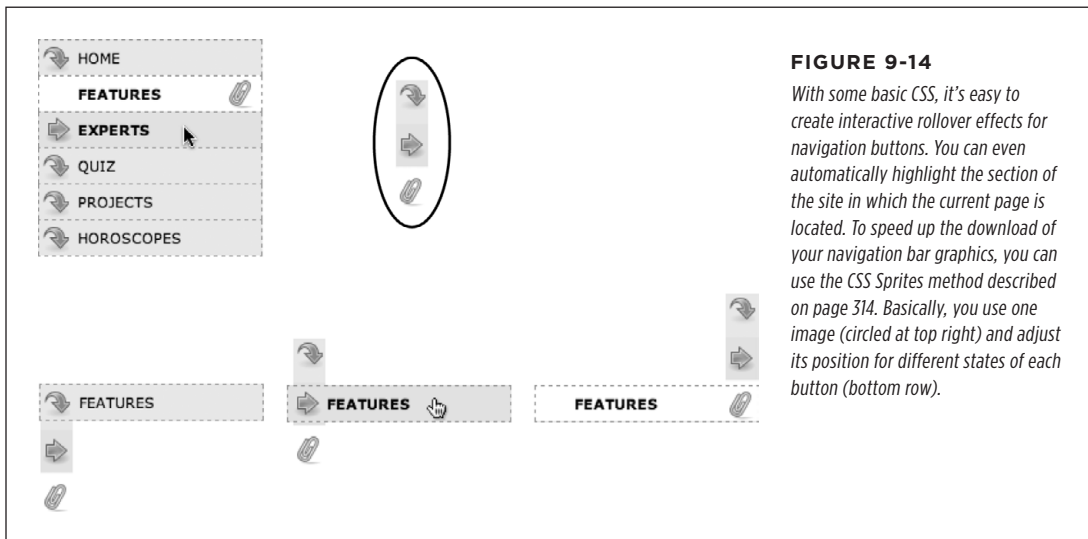 HOME
FEATURES
EXPERTS
QUIZ
PROJECTS
HOROSCOPES
FEATURES
FEATURES
FEATURES
FIGURE 9-14
With some basic CSS, it's easy to
create interactive rollover effects for
navigation buttons. You can even
automatically highlight the section of
the site in which the current page is
located. To speed up the download of
your navigation bar graphics, you can
use the CSS Sprites method described
on page 314. Basically, you use one
image (circled at top right) and adjust
its position for different states of each
button (bottom row).